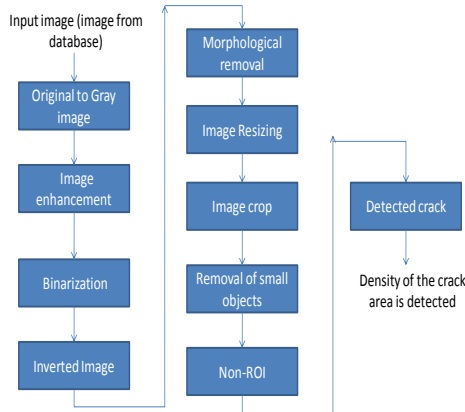 Input image (image from
database)
Original to Gray
image
Image
enhancement
Binarization
Inverted Image
Morphological
removal
Image Resizing
Image crop
Removal of small
objects
Non-ROI
Detected crack
Density of the crack
area is detected